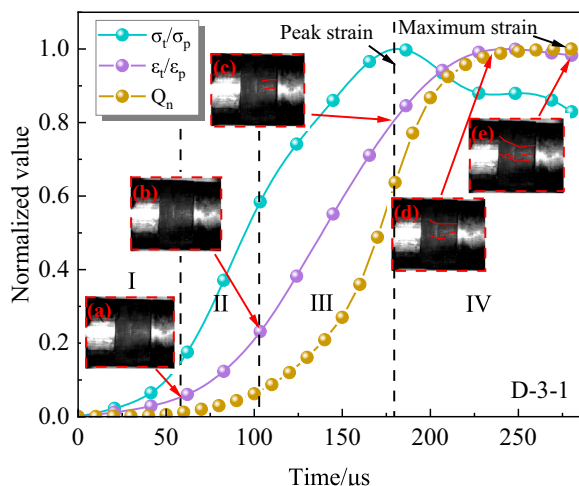 Peak strain
Maximum strain
σt/σp
εt/εp
Qn
(a)
(b)
(c)
(d)
(e)
I
II
III
IV
D-3-1
Normalized value
1.0
0.8
0.6
0.4
0.2
0.0
0
50
100
150
200
250
Time/μs